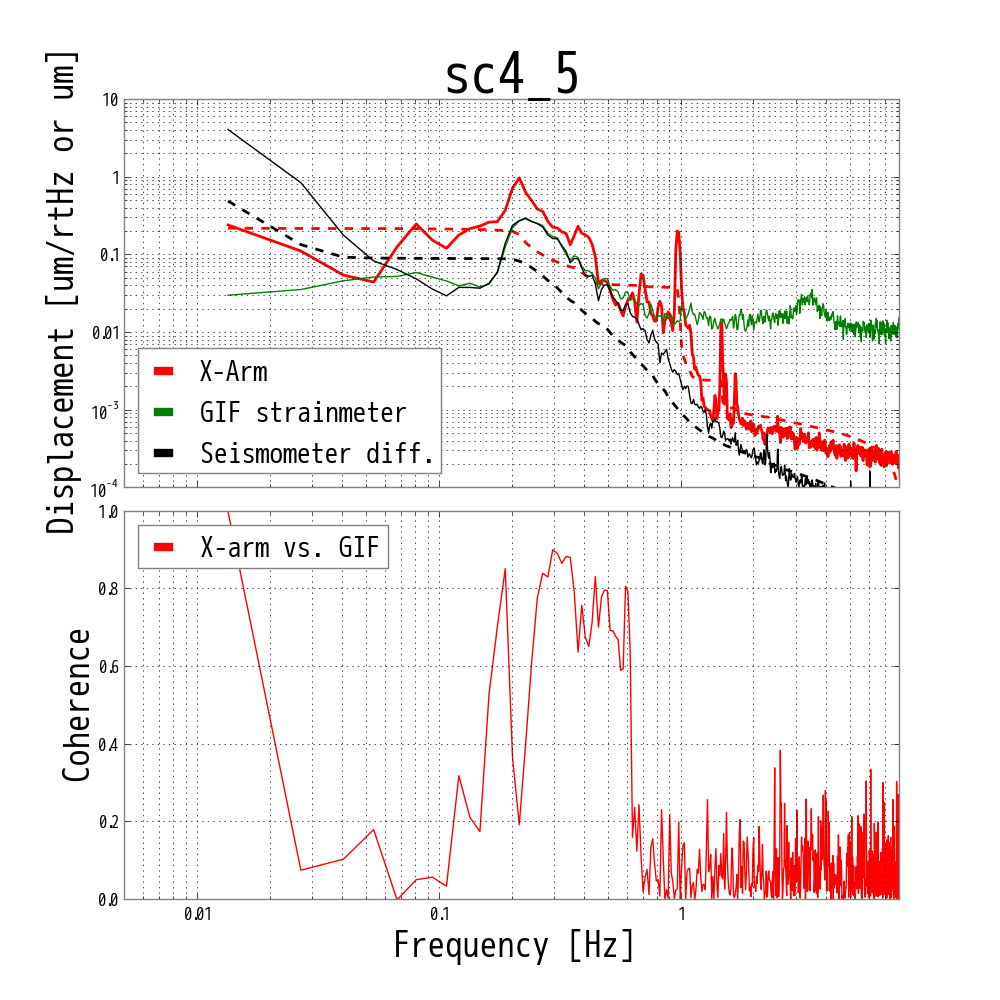 sc4_5
Displacement [um/rtHz or um]
10
1
0.1
0.01
10^-3
10^-4
X-Arm
GIF strainmeter
Seismometer diff.
Coherence
1.0
0.8
0.6
0.4
0.2
0.0
X-arm vs. GIF
0.01
0.1
1
Frequency [Hz]